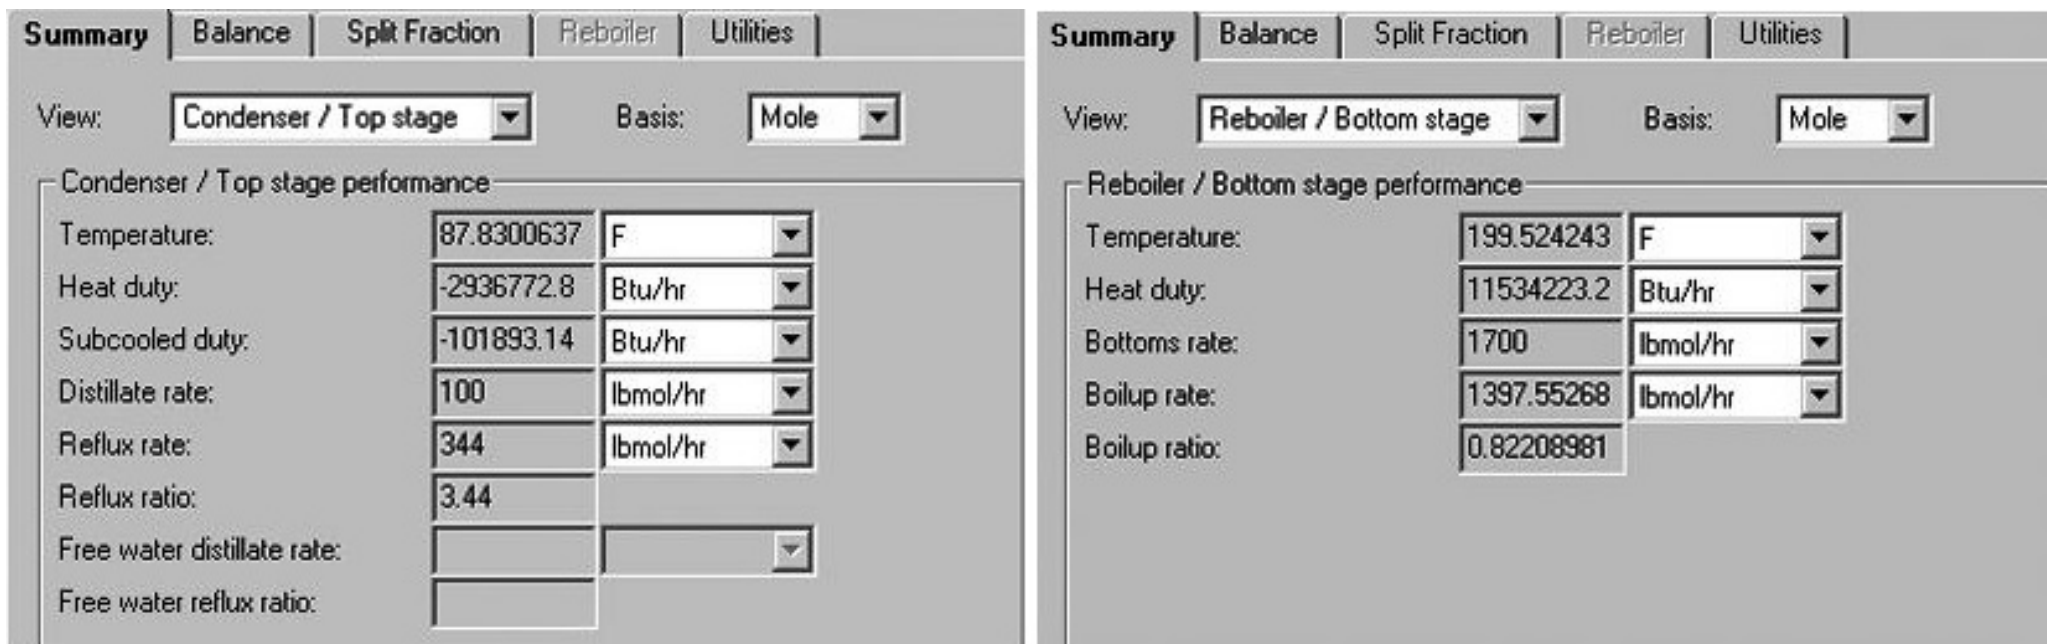 Summary Balance Split Fraction Reboiler Utilities
View: Condenser / Top stage Basis: Mole
Condenser / Top stage performance
Temperature: 87.8300637 F
Heat duty: -2936772.8 Btu/hr
Subcooled duty: -101893.14 Btu/hr
Distillate rate: 100 lbmol/hr
Reflux rate: 344 lbmol/hr
Reflux ratio: 3.44
Free water distillate rate:
Free water reflux ratio:
Summary Balance Split Fraction Reboiler Utilities
View: Reboiler / Bottom stage Basis: Mole
Reboiler / Bottom stage performance
Temperature: 199.524243 F
Heat duty: 11534223.2 Btu/hr
Bottoms rate: 1700 lbmol/hr
Boilup rate: 1397.55268 lbmol/hr
Boilup ratio: 0.82208981